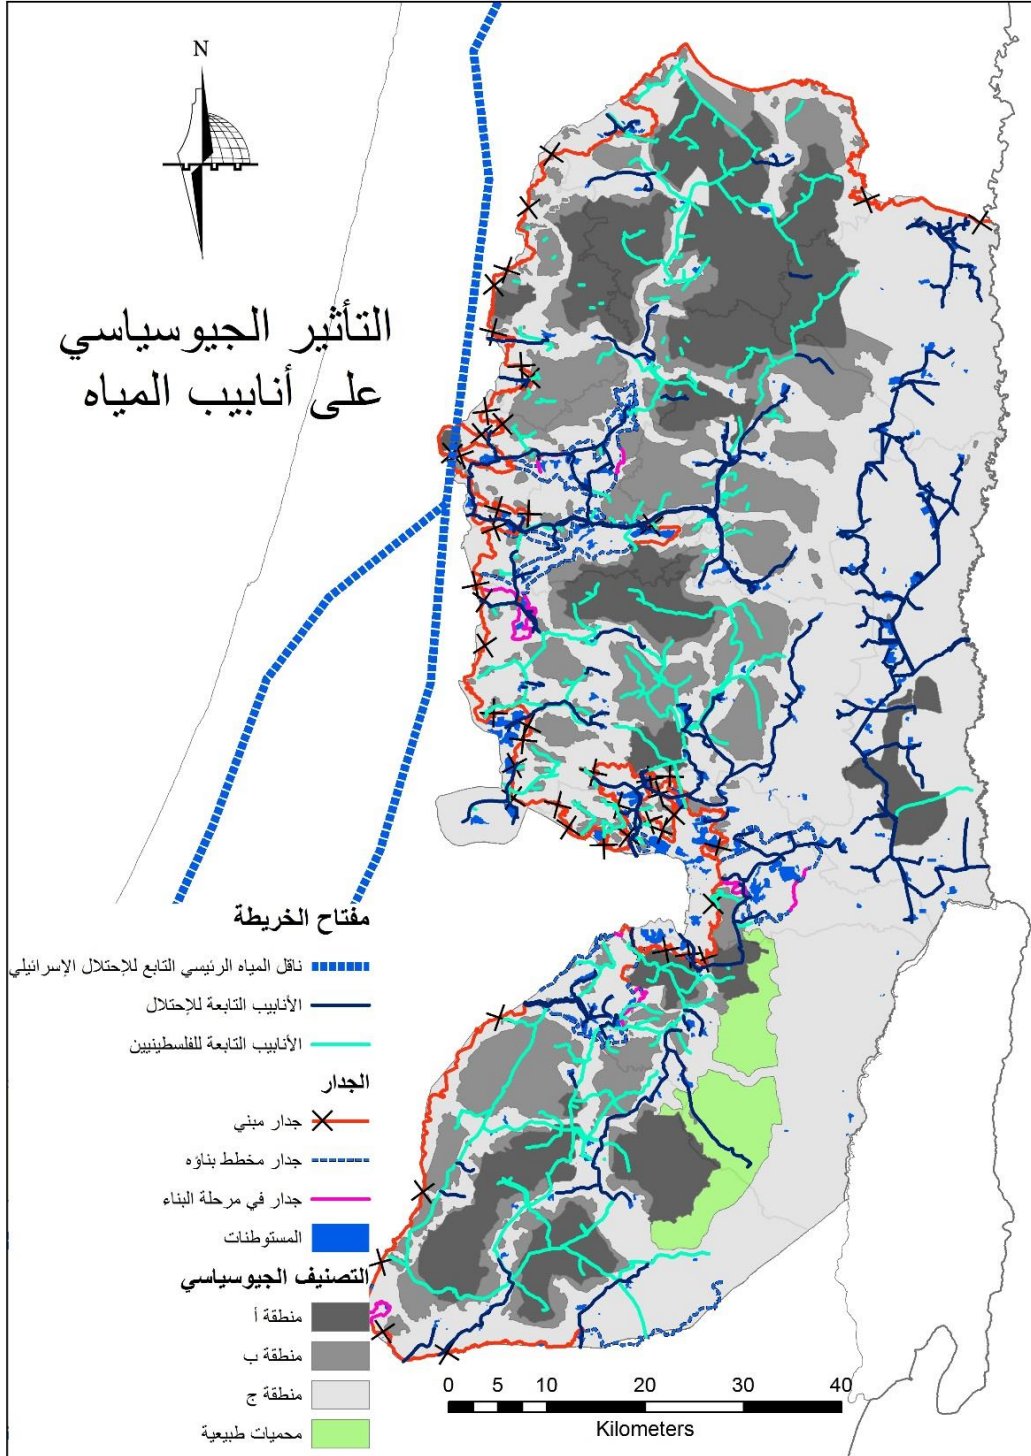 N
التأثير الجيوسياسي
على أنابيب المياه
مفتاح الخريطة
ناقل المياه الرئيسي التابع للإحتلال الإسرائيلي
الأنابيب التابعة للإحتلال
الأنابيب التابعة للفلسطينيين
الجدار
جدار مبني
جدار مخطط بناؤه
جدار في مرحلة البناء
المستوطنات
التصنيف الجيوسياسي
منطقة أ
منطقة ب
منطقة ج
محميات طبيعية
0 5 10 20 30 40
Kilometers